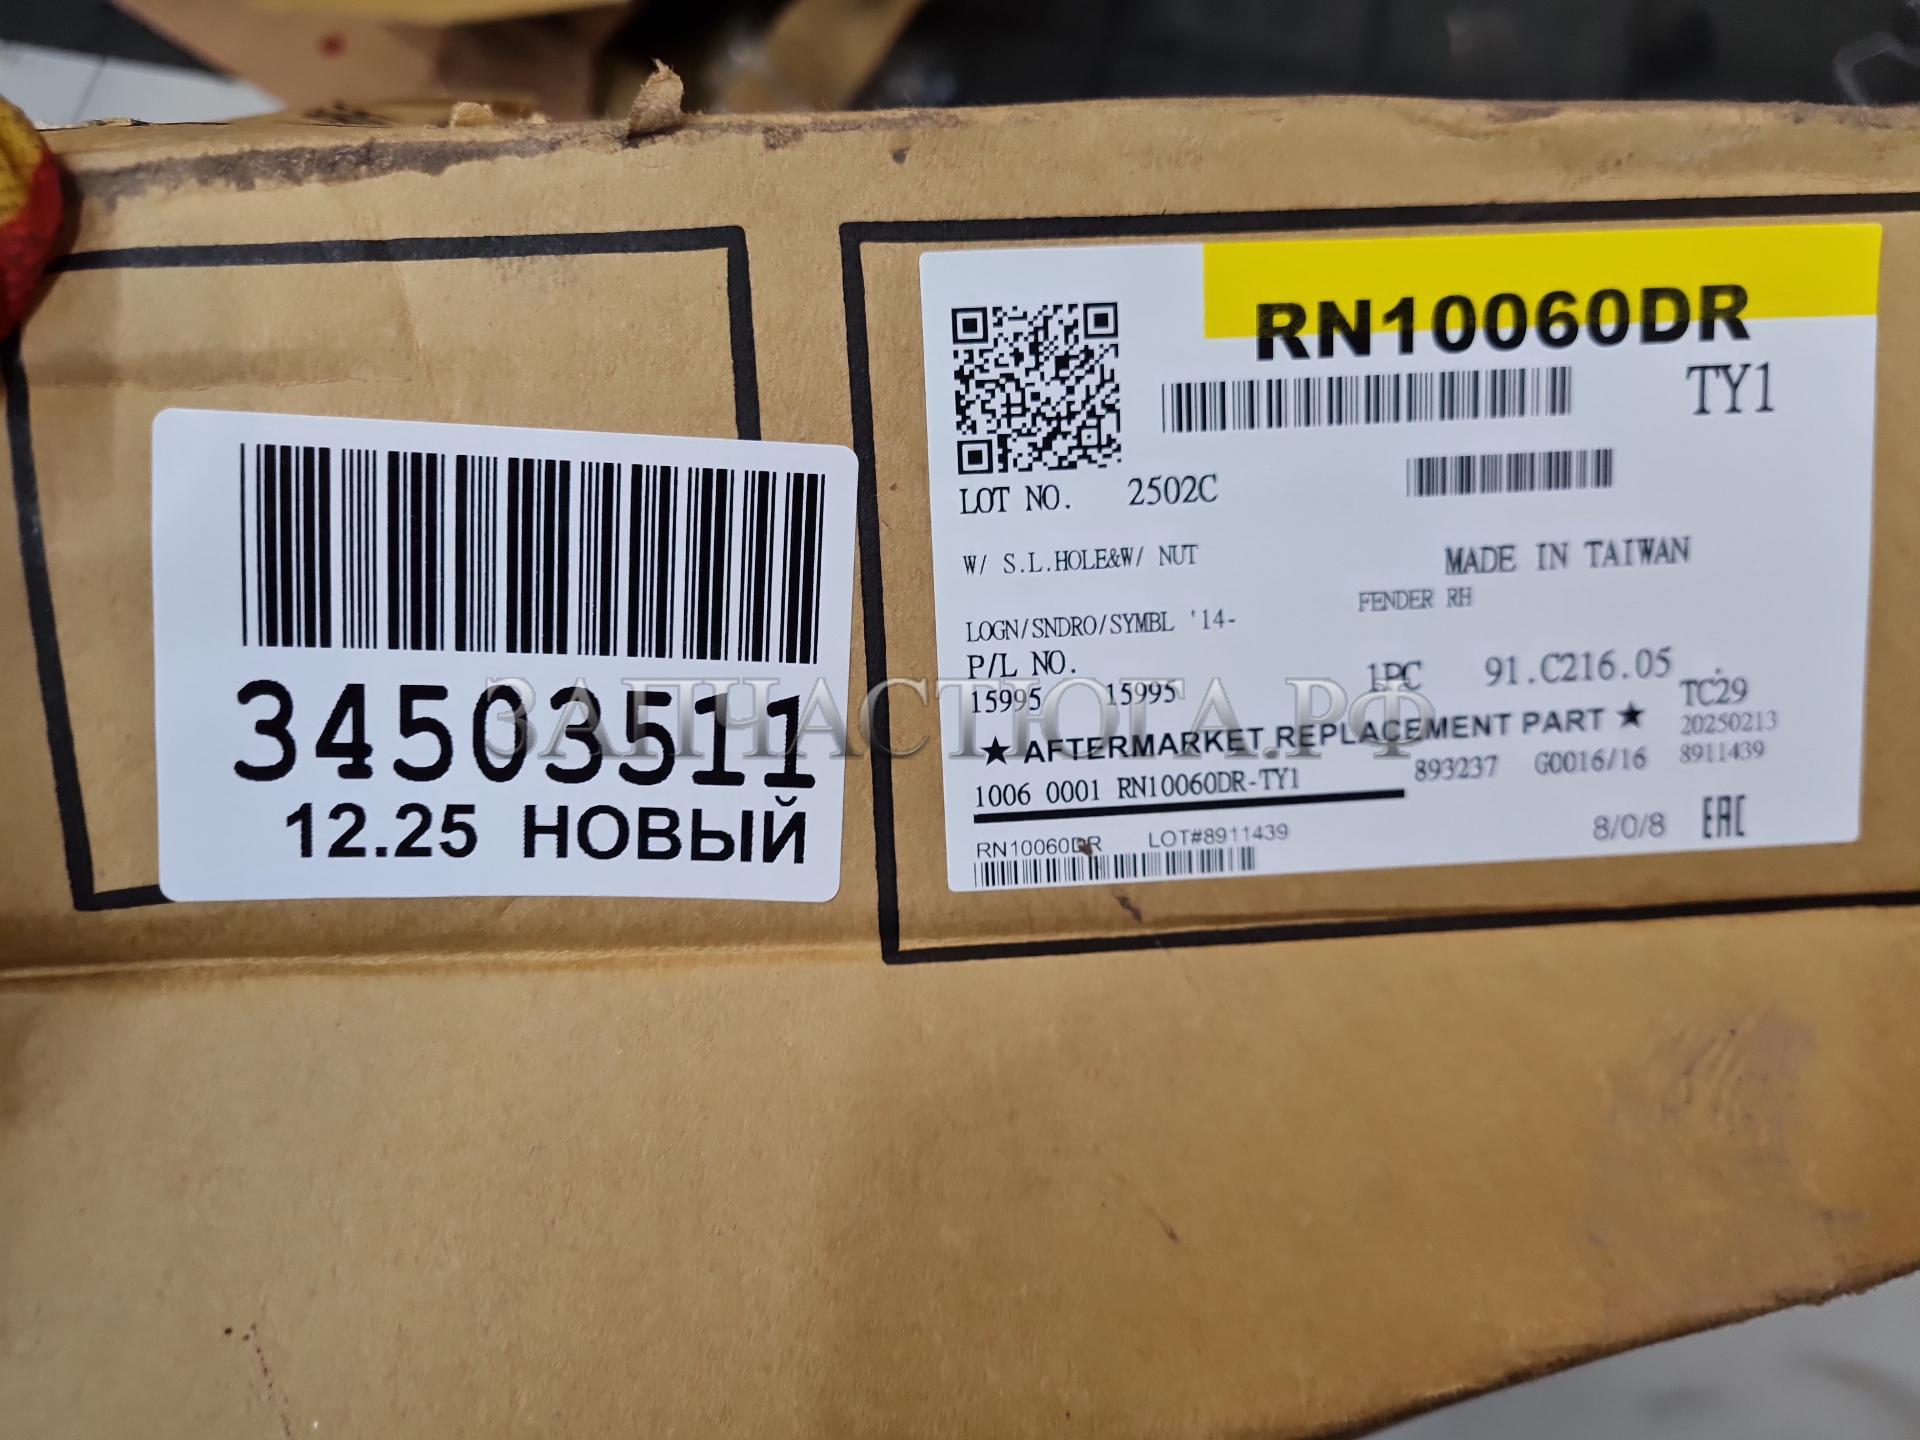 34503511
12.25 НОВЫЙ
RN10060DR
TY1
LOT NO. 2502C
W/ S.L.HOLE&W/ NUT
MADE IN TAIWAN
FENDER RH
LOGN/SNDRO/SYMBL '14-
P/L NO.
15995 15995
1PC 91.C216.05
TC29
★ AFTERMARKET REPLACEMENT PART ★
20250213
1006 0001 RN10060DR-TY1
893237 G0016/16 8911439
8/0/8 EAC
RN10060DR LOT#8911439
ЗАПЧАСТЮГА.РФ